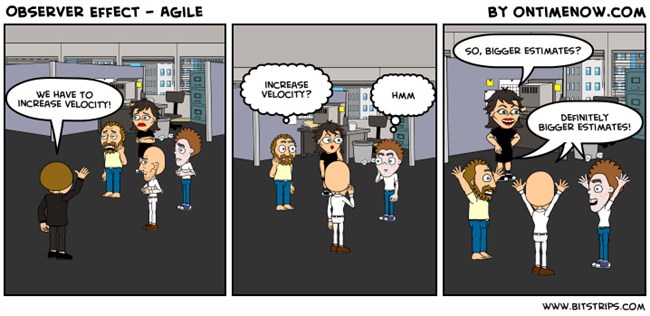 OBSERVER EFFECT - AGILE
BY ONTIMENOW.COM
WE HAVE TO
INCREASE VELOCITY!
INCREASE
VELOCITY?
HMM
SO, BIGGER ESTIMATES?
DEFINITELY
BIGGER ESTIMATES!
WWW.BITSTRIPS.COM